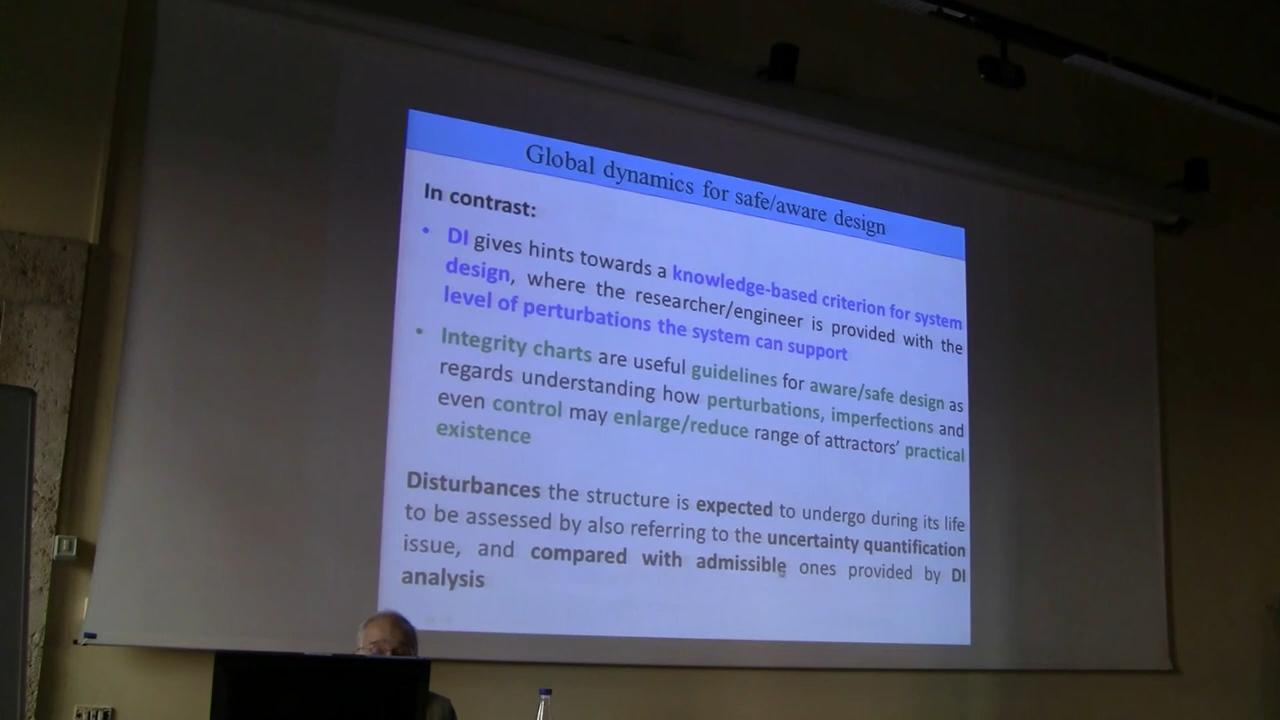 Global dynamics for safe/aware design
In contrast:
• DI gives hints towards a knowledge-based criterion for system
design, where the researcher/engineer is provided with the
level of perturbations the system can support
• Integrity charts are useful guidelines for aware/safe design as
regards understanding how perturbations, imperfections and
even control may enlarge/reduce range of attractors’ practical
existence
Disturbances the structure is expected to undergo during its life
to be assessed by also referring to the uncertainty quantification
issue, and compared with admissible ones provided by DI
analysis